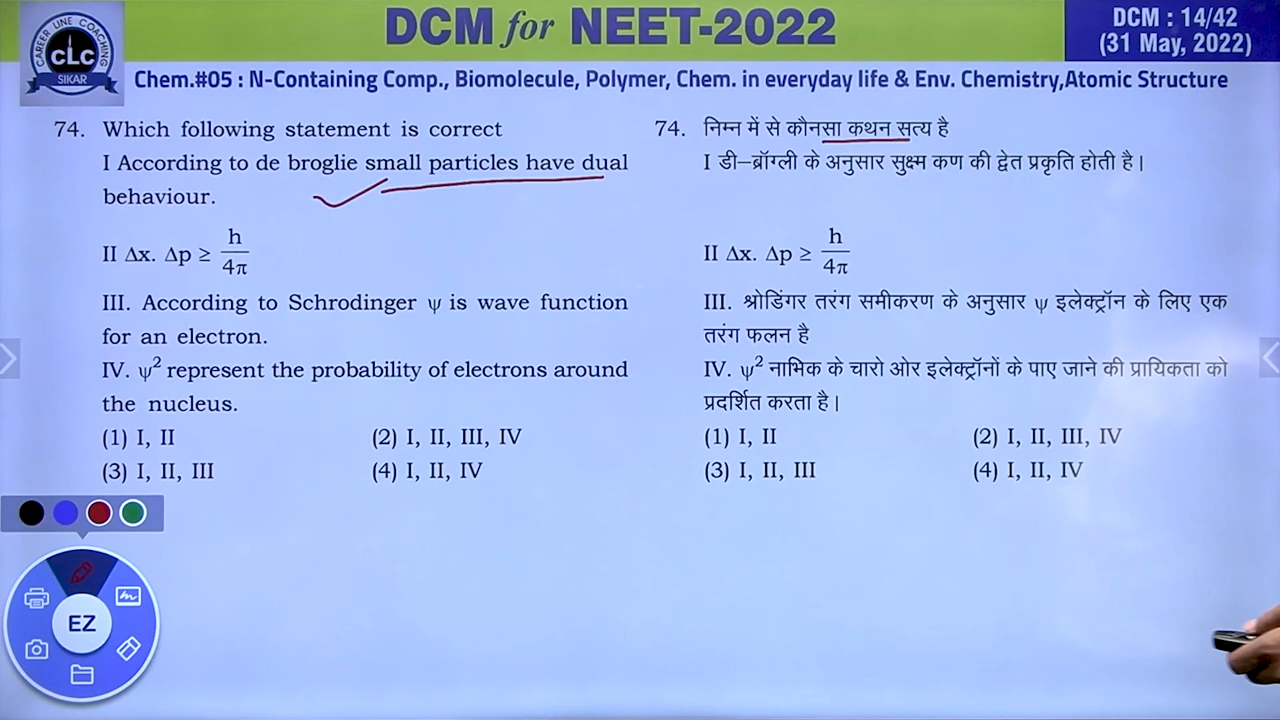 DCM for NEET-2022
DCM : 14/42
(31 May, 2022)
CAREER LINE COACHING
CLC
SIKAR
Chem.#05 : N-Containing Comp., Biomolecule, Polymer, Chem. in everyday life & Env. Chemistry,Atomic Structure
74. Which following statement is correct
I According to de broglie small particles have dual
behaviour.
II Δx. Δp ≥ h/4π
III. According to Schrodinger ψ is wave function
for an electron.
IV. ψ² represent the probability of electrons around
the nucleus.
(1) I, II (2) I, II, III, IV
(3) I, II, III (4) I, II, IV
74. निम्न में से कौनसा कथन सत्य है
I डी–ब्रॉग्ली के अनुसार सुक्ष्म कण की द्वेत प्रकृति होती है।
II Δx. Δp ≥ h/4π
III. श्रोडिंगर तरंग समीकरण के अनुसार ψ इलेक्ट्रॉन के लिए एक
तरंग फलन है
IV. ψ² नाभिक के चारो ओर इलेक्ट्रॉनों के पाए जाने की प्रायिकता को
प्रदर्शित करता है।
(1) I, II (2) I, II, III, IV
(3) I, II, III (4) I, II, IV
EZ